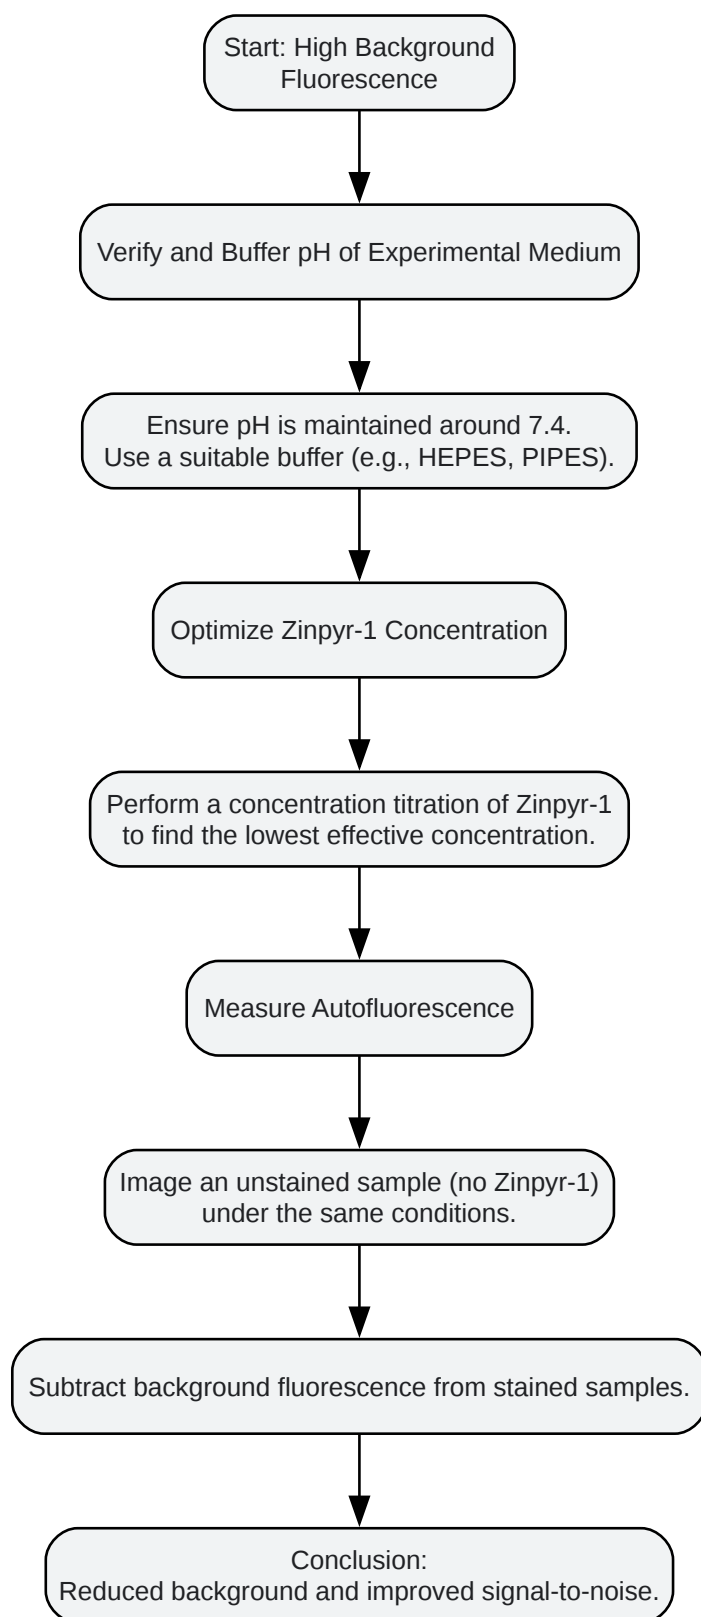 Start: High Background
Fluorescence
Verify and Buffer pH of Experimental Medium
Ensure pH is maintained around 7.4.
Use a suitable buffer (e.g., HEPES, PIPES).
Optimize Zinpyr-1 Concentration
Perform a concentration titration of Zinpyr-1
to find the lowest effective concentration.
Measure Autofluorescence
Image an unstained sample (no Zinpyr-1)
under the same conditions.
Subtract background fluorescence from stained samples.
Conclusion:
Reduced background and improved signal-to-noise.